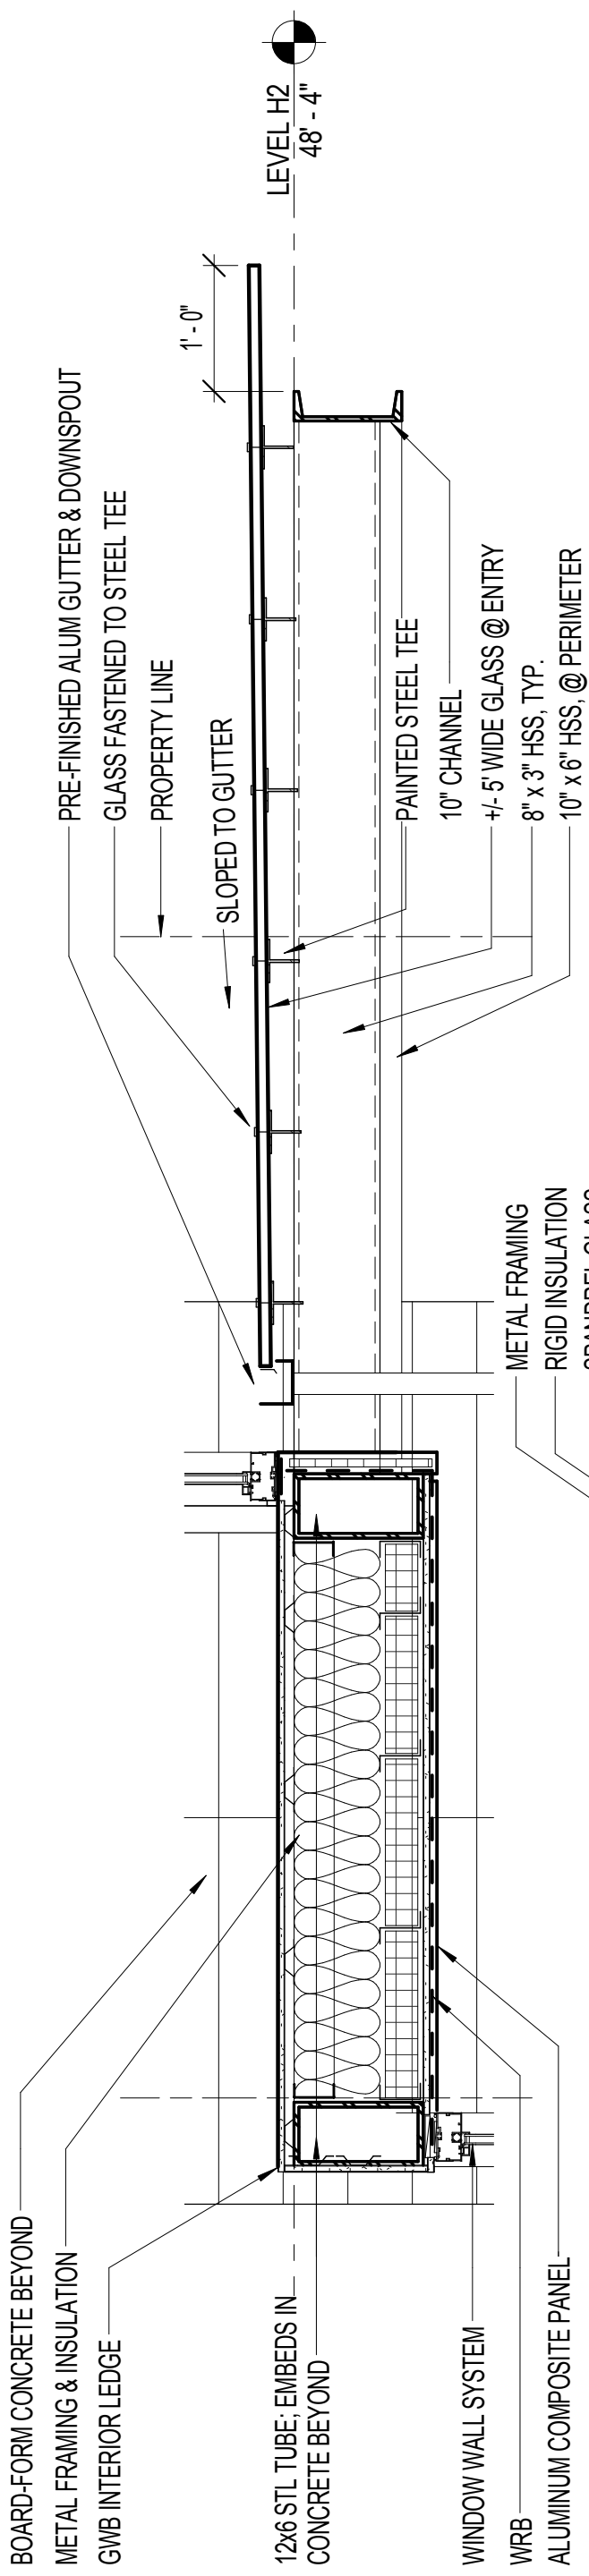 BOARD-FORM CONCRETE BEYOND
METAL FRAMING & INSULATION
GWB INTERIOR LEDGE
12x6 STL TUBE; EMBEDS IN
CONCRETE BEYOND
WINDOW WALL SYSTEM
WRB
ALUMINUM COMPOSITE PANEL
PRE-FINISHED ALUM GUTTER & DOWNSPOUT
GLASS FASTENED TO STEEL TEE
PROPERTY LINE
SLOPED TO GUTTER
1' - 0"
LEVEL H2
48' - 4"
PAINTED STEEL TEE
10" CHANNEL
+/- 5' WIDE GLASS @ ENTRY
8" x 3" HSS, TYP.
10" x 6" HSS, @ PERIMETER
METAL FRAMING
RIGID INSULATION